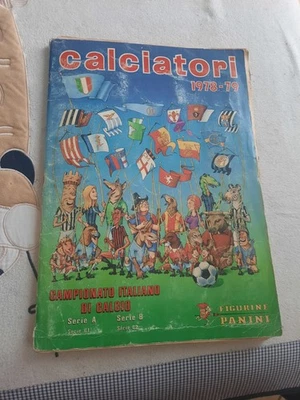 calciatori
1978-79
CAMPIONATO ITALIANO
DI CALCIO
Serie A Serie B
FIGURINE
PANINI